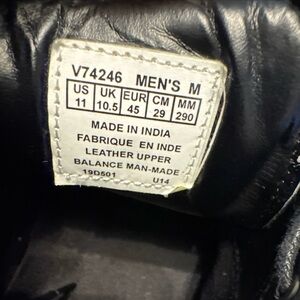 V74246 MEN'S M
US UK EUR CM MM
11 10.5 45 29 290
MADE IN INDIA
FABRIQUE EN INDE
LEATHER UPPER
BALANCE MAN-MADE
19D501 U14